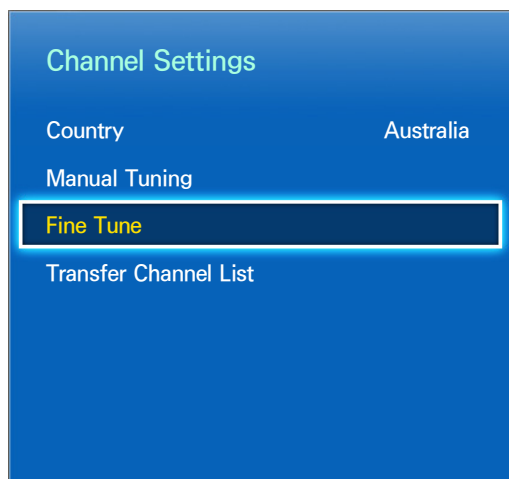 Channel Settings
Country Australia
Manual Tuning
Fine Tune
Transfer Channel List